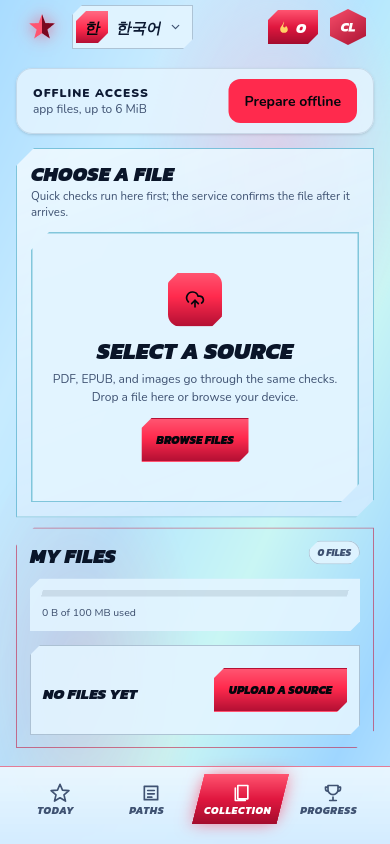 한 한국어 0 CL
OFFLINE ACCESS
app files, up to 6 MiB
Prepare offline
CHOOSE A FILE
Quick checks run here first; the service confirms the file after it
arrives.
SELECT A SOURCE
PDF, EPUB, and images go through the same checks.
Drop a file here or browse your device.
BROWSE FILES
MY FILES
0 FILES
0 B of 100 MB used
NO FILES YET
UPLOAD A SOURCE
TODAY PATHS COLLECTION PROGRESS